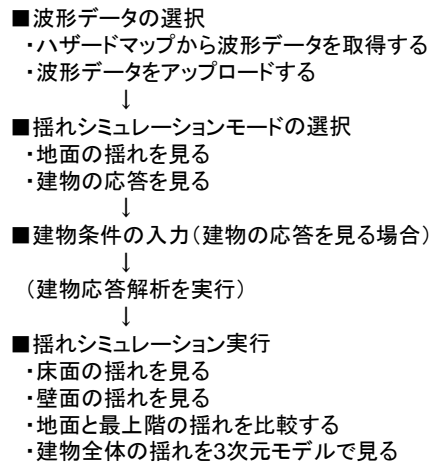 ■波形データの選択
・ハザードマップから波形データを取得する
・波形データをアップロードする
↓
■揺れシミュレーションモードの選択
・地面の揺れを見る
・建物の応答を見る
↓
■建物条件の入力（建物の応答を見る場合）
↓
（建物応答解析を実行）
↓
■揺れシミュレーション実行
・床面の揺れを見る
・壁面の揺れを見る
・地面と最上階の揺れを比較する
・建物全体の揺れを3次元モデルで見る